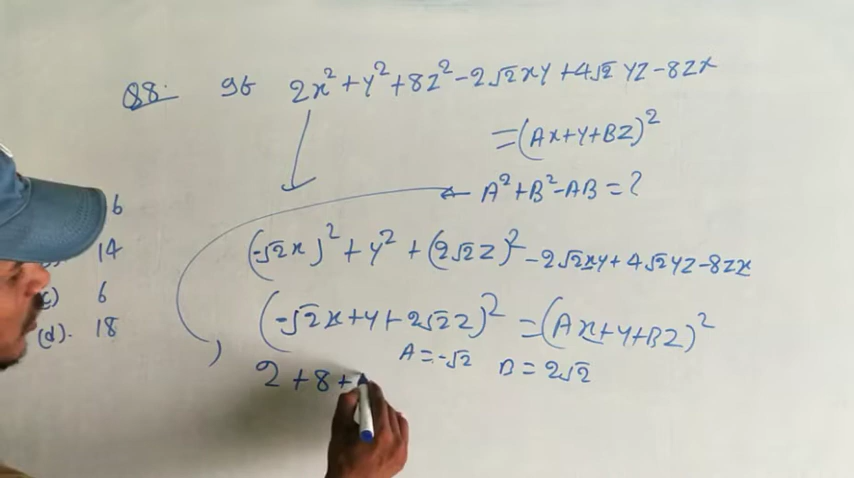 Q8. If 2x² + y² + 8z² - 2√2xy + 4√2 yz - 8zx
= (Ax+y+Bz)²
A² + B² - AB = ?
6
14
(c) 6
(d). 18
(-√2x)² + y² + (2√2z)² - 2√2xy + 4√2yz - 8zx
(-√2x + y + 2√2z)² = (Ax+y+Bz)²
A = -√2 B = 2√2
2 + 8 +